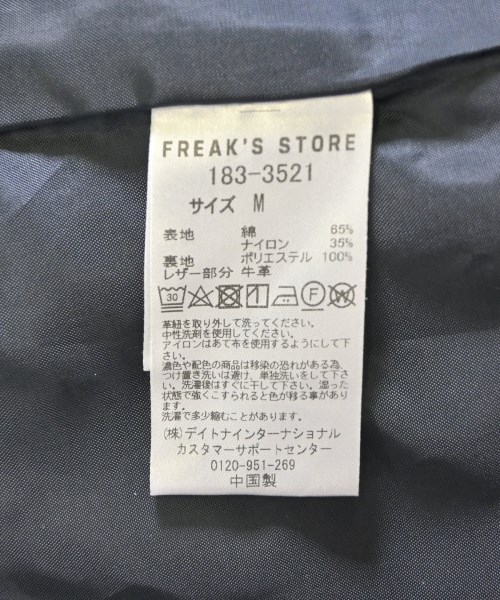 FREAK'S STORE
183-3521
サイズ M
表地 綿 65%
ナイロン 35%
裏地 ポリエステル 100%
レザー部分 牛革
30 F W
革紐を取り外して洗ってください。
中性洗剤を使用してください。
アイロンはあて布を使用するようにして下さい。
濃色や配色の商品は移染の恐れがある為、
つけ置き洗いは避け、単独洗いをして下さ
い。洗濯後はすぐに干して下さい。湿った
状態で強くこすられると色が移る事があり
ます。
洗濯で多少縮むことがあります。
(株)デイトナインターナショナル
カスタマーサポートセンター
0120-951-269
中国製